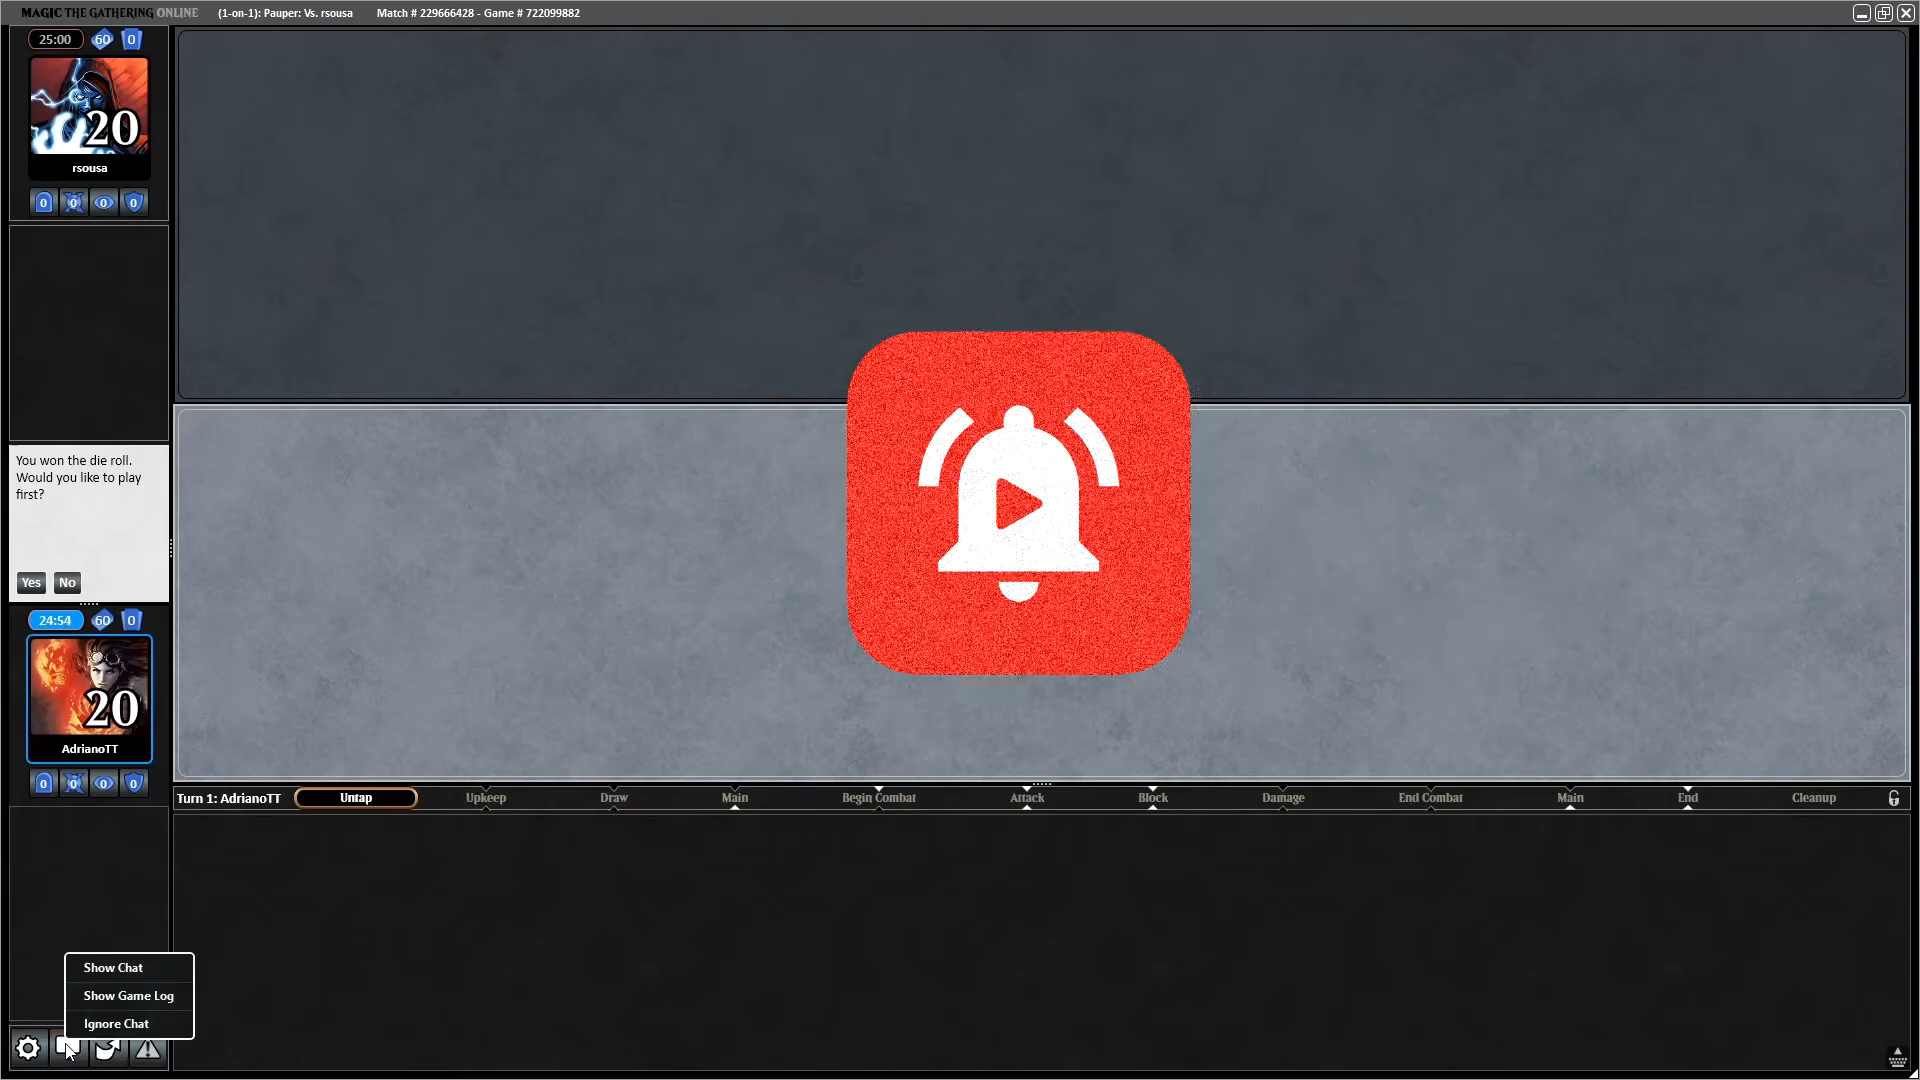 MAGIC THE GATHERING ONLINE (1-on-1): Pauper: Vs. rsousa Match # 229666428 - Game # 722099882
25:00 60 0
20
rsousa
0 0 0 0
You won the die roll.
Would you like to play
first?
Yes No
24:54 60 0
20
AdrianoTT
0 0 0 0
Turn 1: AdrianoTT Untap Upkeep Draw Main Begin Combat Attack Block Damage End Combat Main End Cleanup
Show Chat
Show Game Log
Ignore Chat